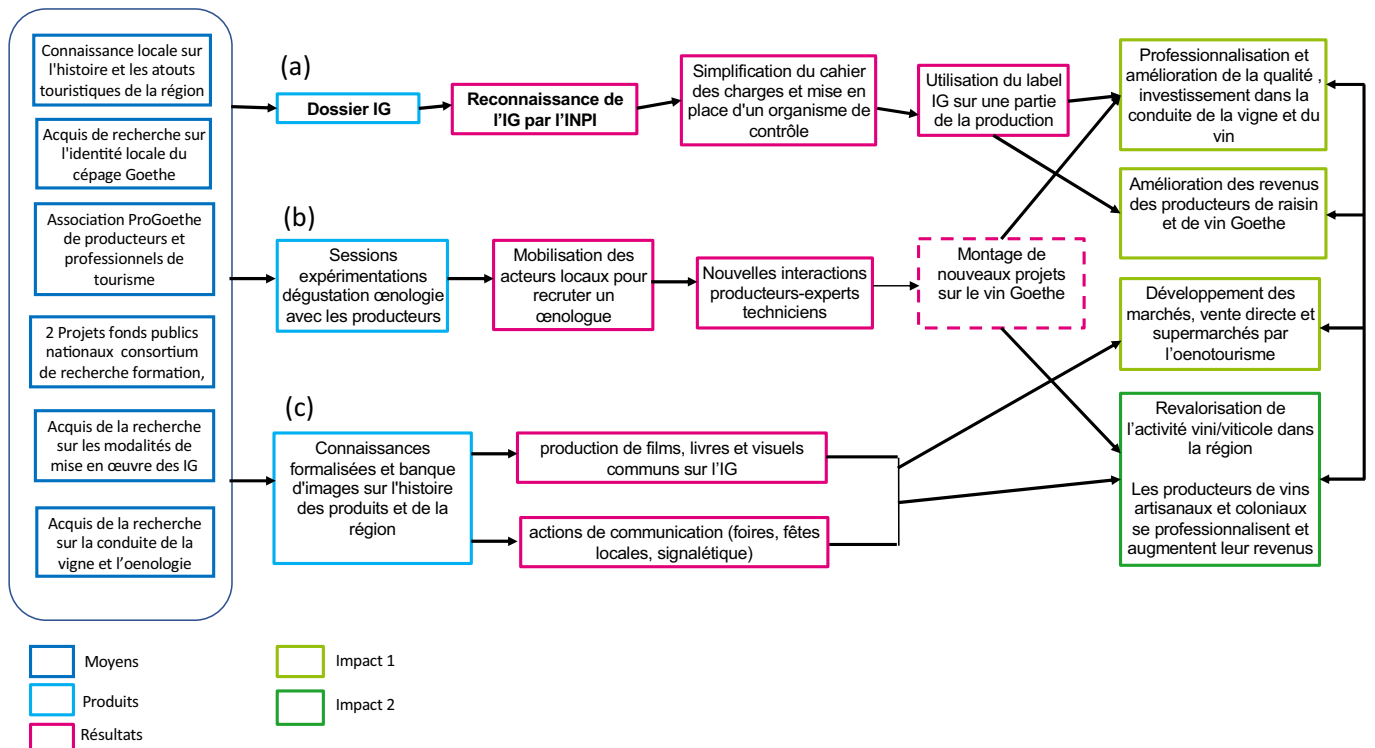 Connaissance locale sur
l'histoire et les atouts
touristiques de la région
Acquis de recherche sur
l'identité locale du
cépage Goethe
Association ProGoethe
de producteurs et
professionnels de
tourisme
2 Projets fonds publics
nationaux consortium
de recherche formation,
Acquis de la recherche
sur les modalités de
mise en œuvre des IG
Acquis de la recherche
sur la conduite de la
vigne et l'oenologie
(a)
Dossier IG
Reconnaissance de
l'IG par l'INPI
Simplification du cahier
des charges et mise en
place d'un organisme de
contrôle
Utilisation du label
IG sur une partie
de la production
Professionnalisation et
amélioration de la qualité ,
investissement dans la
conduite de la vigne et du
vin
Amélioration des revenus
des producteurs de raisin
et de vin Goethe
(b)
Sessions
expérimentations
dégustation œnologie
avec les producteurs
Mobilisation des
acteurs locaux pour
recruter un
œnologue
Nouvelles interactions
producteurs-experts
techniciens
Montage de
nouveaux projets
sur le vin Goethe
Développement des
marchés, vente directe et
supermarchés par
l'oenotourisme
(c)
Connaissances
formalisées et banque
d'images sur l'histoire
des produits et de la
région
production de films, livres et visuels
communs sur l'IG
actions de communication (foires, fêtes
locales, signalétique)
Revalorisation de
l'activité vini/viticole dans
la région
Les producteurs de vins
artisanaux et coloniaux
se professionnalisent et
augmentent leur revenus
Moyens
Produits
Résultats
Impact 1
Impact 2